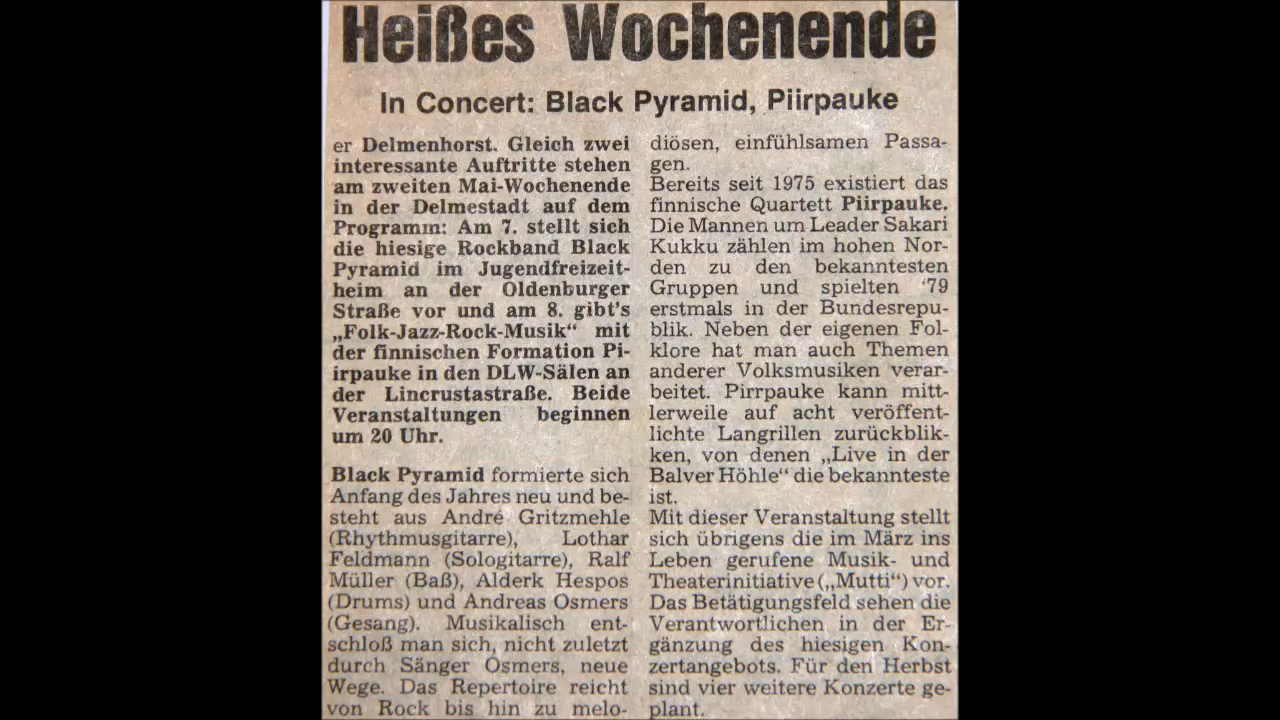 Heißes Wochenende
In Concert: Black Pyramid, Piirpauke
er Delmenhorst. Gleich zwei
interessante Auftritte stehen
am zweiten Mai-Wochenende
in der Delmestadt auf dem
Programm: Am 7. stellt sich
die hiesige Rockband Black
Pyramid im Jugendfreizeit-
heim an der Oldenburger
Straße vor und am 8. gibt's
„Folk-Jazz-Rock-Musik“ mit
der finnischen Formation Pi-
irpauke in den DLW-Sälen an
der Lincrustastraße. Beide
Veranstaltungen beginnen
um 20 Uhr.
Black Pyramid formierte sich
Anfang des Jahres neu und be-
steht aus André Gritzmehle
(Rhythmusgitarre), Lothar
Feldmann (Sologitarre), Ralf
Müller (Baß), Alderk Hespos
(Drums) und Andreas Osmers
(Gesang). Musikalisch ent-
schloß man sich, nicht zuletzt
durch Sänger Osmers, neue
Wege. Das Repertoire reicht
von Rock bis hin zu melo-
diösen, einfühlsamen Passa-
gen.
Bereits seit 1975 existiert das
finnische Quartett Piirpauke.
Die Mannen um Leader Sakari
Kukku zählen im hohen Nor-
den zu den bekanntesten
Gruppen und spielten '79
erstmals in der Bundesrepu-
blik. Neben der eigenen Fol-
klore hat man auch Themen
anderer Volksmusiken verar-
beitet. Pirrpauke kann mitt-
lerweile auf acht veröffent-
lichte Langrillen zurückblik-
ken, von denen „Live in der
Balver Höhle“ die bekannteste
ist.
Mit dieser Veranstaltung stellt
sich übrigens die im März ins
Leben gerufene Musik- und
Theaterinitiative („Mutti“) vor.
Das Betätigungsfeld sehen die
Verantwortlichen in der Er-
gänzung des hiesigen Kon-
zertangebots. Für den Herbst
sind vier weitere Konzerte ge-
plant.